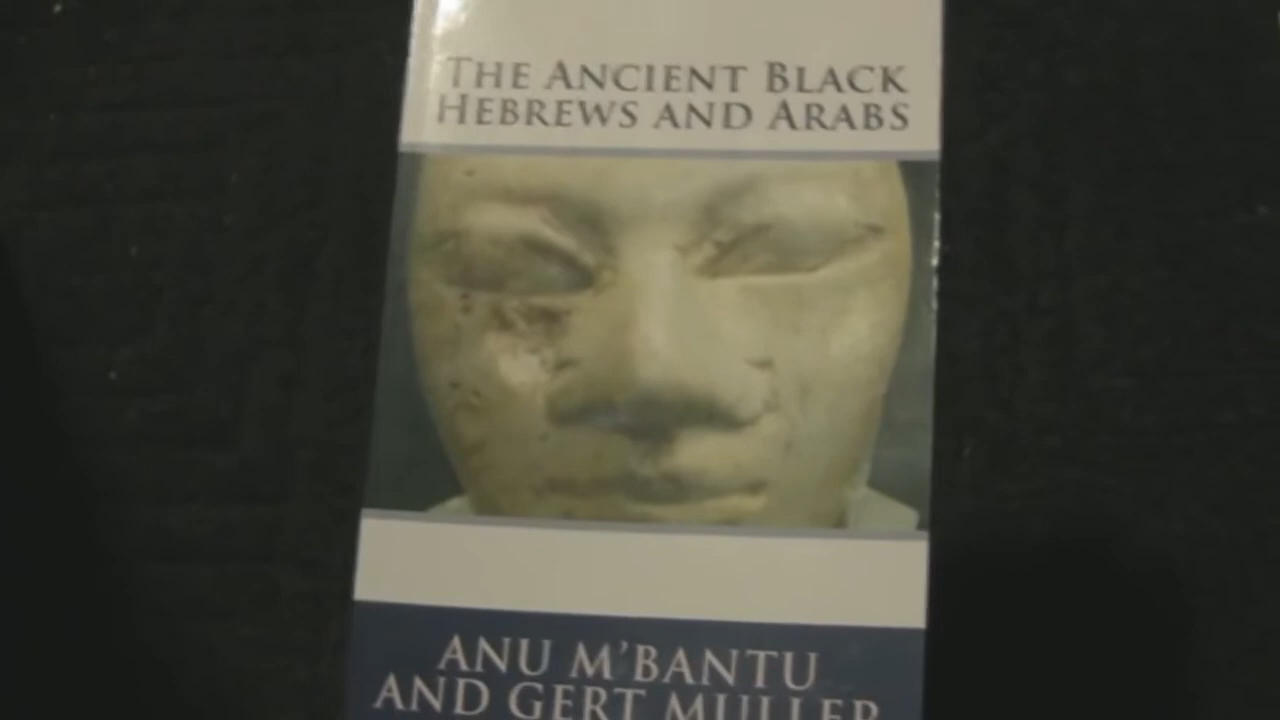 THE ANCIENT BLACK
HEBREWS AND ARABS
ANU M'BANTU
AND GERT MULLER